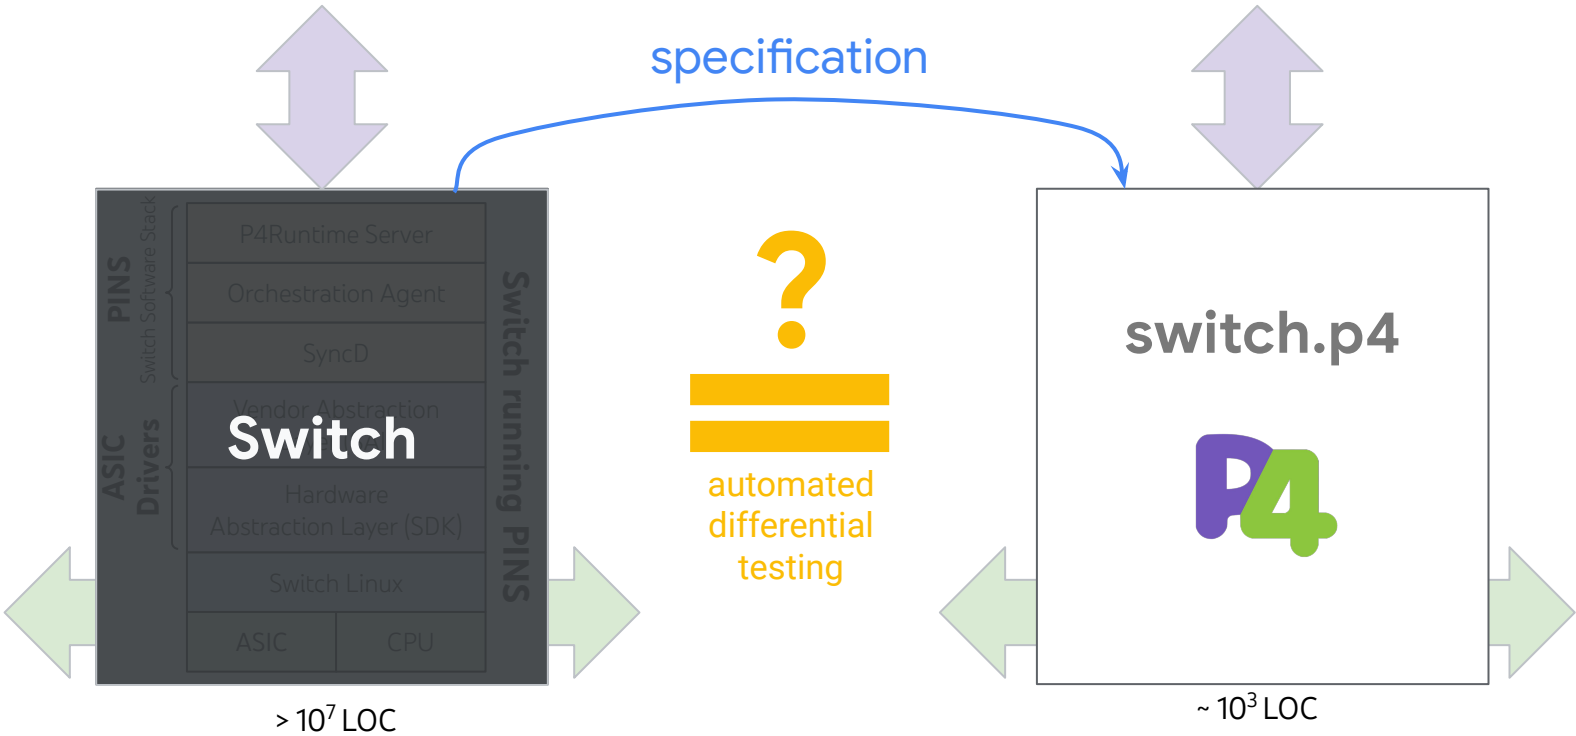 specification
PINS
Switch Software Stack
P4Runtime Server
Orchestration Agent
SyncD
ASIC
Drivers
Vendor Abstraction
Switch
Hardware
Abstraction Layer (SDK)
Switch Linux
ASIC
CPU
Switch running PINS
> 10⁷ LOC
?
automated
differential
testing
switch.p4
P4
~ 10³ LOC